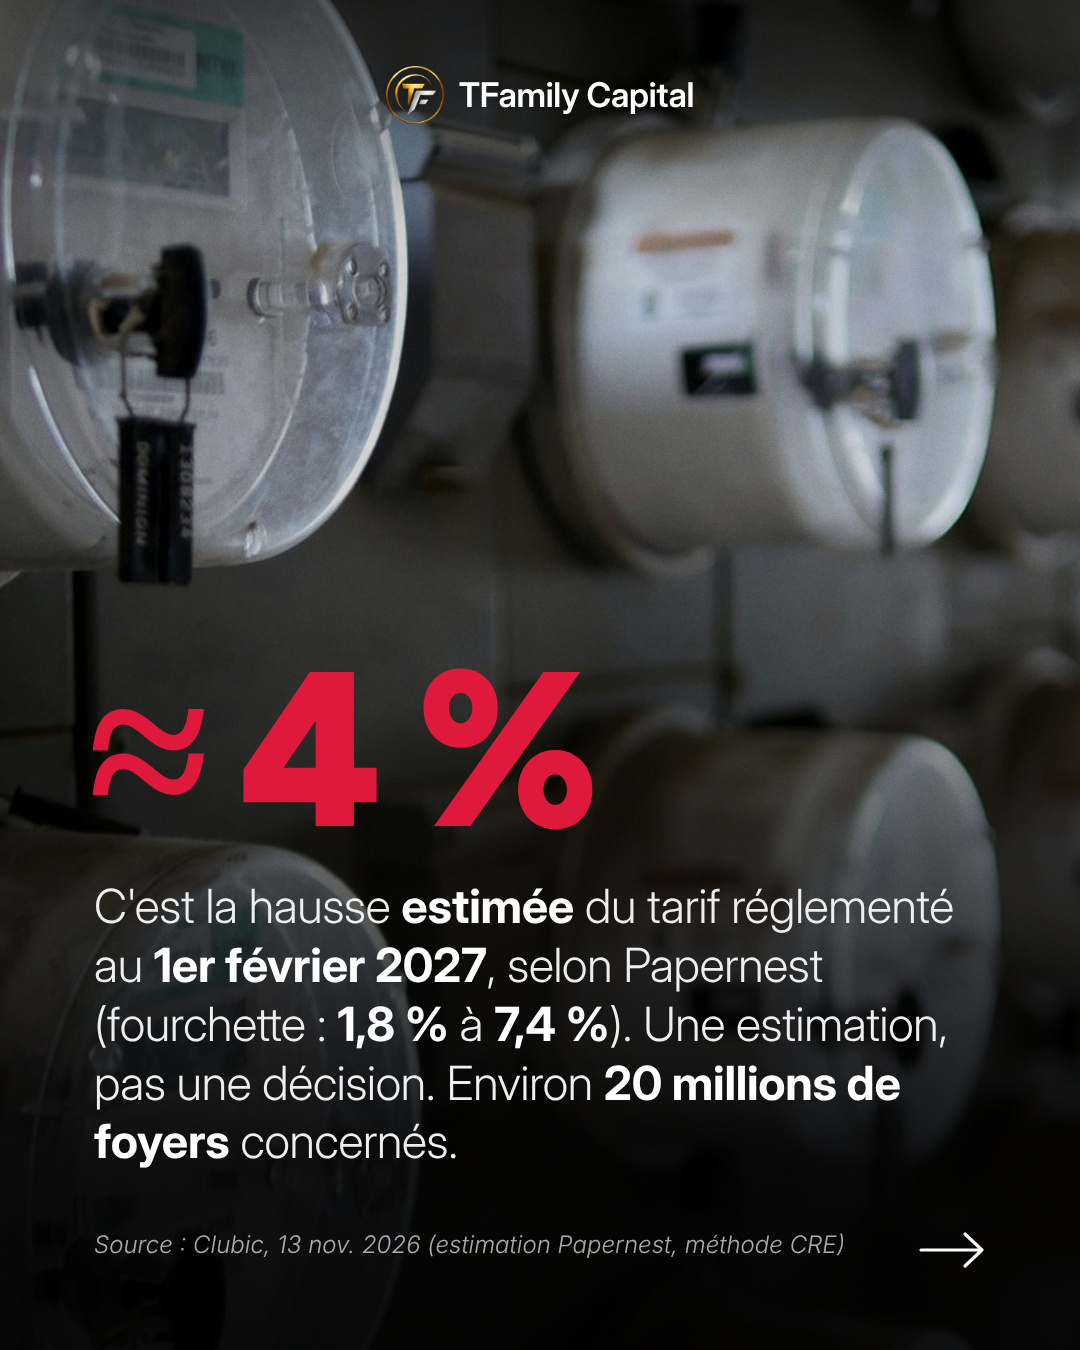 TF TFamily Capital
DOMINION
≈ 4 %
C'est la hausse estimée du tarif réglementé
au 1er février 2027, selon Papernest
(fourchette : 1,8 % à 7,4 %). Une estimation,
pas une décision. Environ 20 millions de
foyers concernés.
Source : Clubic, 13 nov. 2026 (estimation Papernest, méthode CRE)